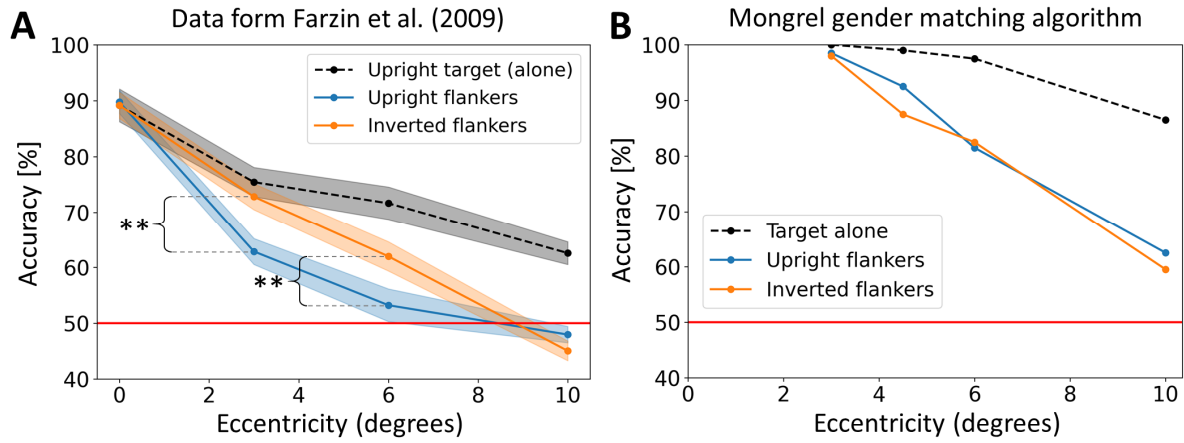 A
Data form Farzin et al. (2009)
Accuracy [%]
100
90
80
70
60
50
40
Upright target (alone)
Upright flankers
Inverted flankers
**
**
0
2
4
6
8
10
Eccentricity (degrees)
B
Mongrel gender matching algorithm
Accuracy [%]
100
90
80
70
60
50
40
Target alone
Upright flankers
Inverted flankers
0
2
4
6
8
10
Eccentricity (degrees)